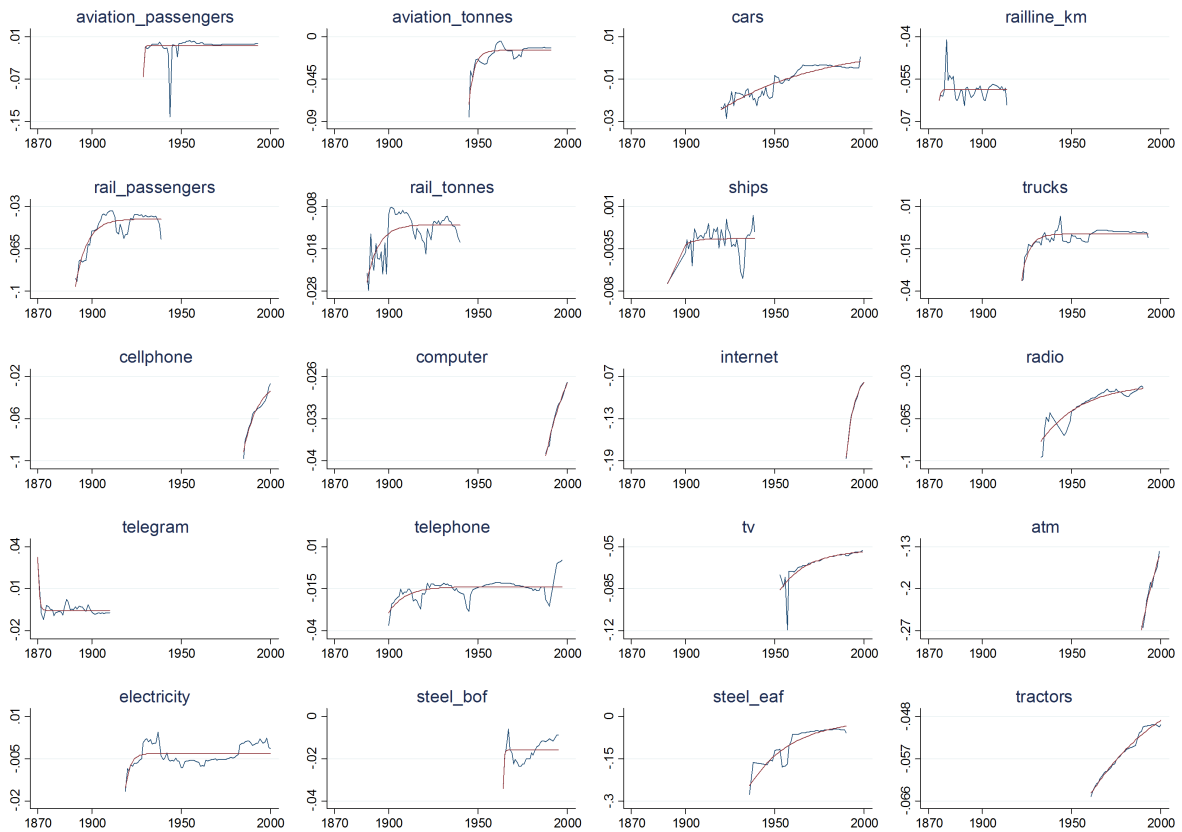 aviation_passengers aviation_tonnes cars railline_km
.01 0 .01 -.04
-.07 -.045 -.01 -.055
-.15 -.09 -.03 -.07
1870 1900 1950 2000 1870 1900 1950 2000 1870 1900 1950 2000 1870 1900 1950 2000
rail_passengers rail_tonnes ships trucks
-.03 -.008 .001 .01
-.065 -.018 -.0035 -.015
-.1 -.028 -.008 -.04
1870 1900 1950 2000 1870 1900 1950 2000 1870 1900 1950 2000 1870 1900 1950 2000
cellphone computer internet radio
-.02 -.026 -.07 -.03
-.06 -.033 -.13 -.065
-.1 -.04 -.19 -.1
1870 1900 1950 2000 1870 1900 1950 2000 1870 1900 1950 2000 1870 1900 1950 2000
telegram telephone tv atm
.04 .01 -.05 -.13
.01 -.015 -.085 -.2
-.02 -.04 -.12 -.27
1870 1900 1950 2000 1870 1900 1950 2000 1870 1900 1950 2000 1870 1900 1950 2000
electricity steel_bof steel_eaf tractors
.01 0 0 -.048
-.005 -.02 -.15 -.057
-.02 -.04 -.3 -.066
1870 1900 1950 2000 1870 1900 1950 2000 1870 1900 1950 2000 1870 1900 1950 2000